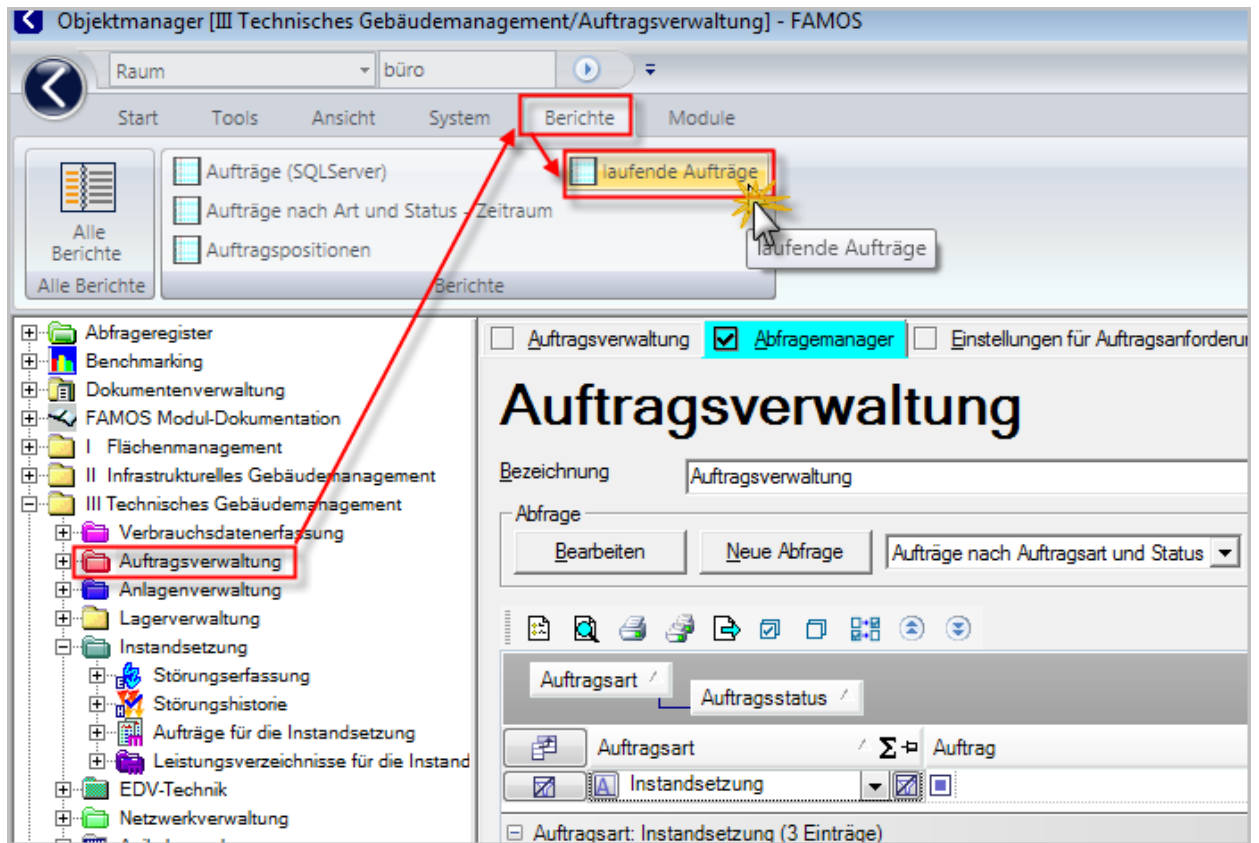 Objektmanager [III Technisches Gebäudemanagement/Auftragsverwaltung] - FAMOS
Raum büro
Start Tools Ansicht System Berichte Module
Alle Berichte
Alle Berichte
Aufträge (SQLServer)
Aufträge nach Art und Status - Zeitraum
Auftragspositionen
laufende Aufträge
laufende Aufträge
Berichte
Abfrageregister
Benchmarking
Dokumentenverwaltung
FAMOS Modul-Dokumentation
I Flächenmanagement
II Infrastrukturelles Gebäudemanagement
III Technisches Gebäudemanagement
Verbrauchsdatenerfassung
Auftragsverwaltung
Anlagenverwaltung
Lagerverwaltung
Instandsetzung
Störungserfassung
Störungshistorie
Aufträge für die Instandsetzung
Leistungsverzeichnisse für die Instand
EDV-Technik
Netzwerkverwaltung
Auftragsverwaltung Abfragemanager Einstellungen für Auftragsanforderu
Auftragsverwaltung
Bezeichnung Auftragsverwaltung
Abfrage
Bearbeiten Neue Abfrage Aufträge nach Auftragsart und Status
Auftragsart
Auftragsstatus
Auftragsart Σ Auftrag
A Instandsetzung
Auftragsart: Instandsetzung (3 Einträge)